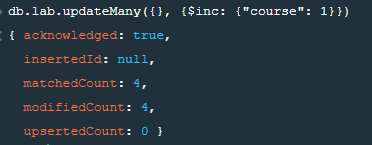 db.lab.updateMany({}, {$inc: {"course": 1}})
{ acknowledged: true,
insertedId: null,
matchedCount: 4,
modifiedCount: 4,
upsertedCount: 0 }